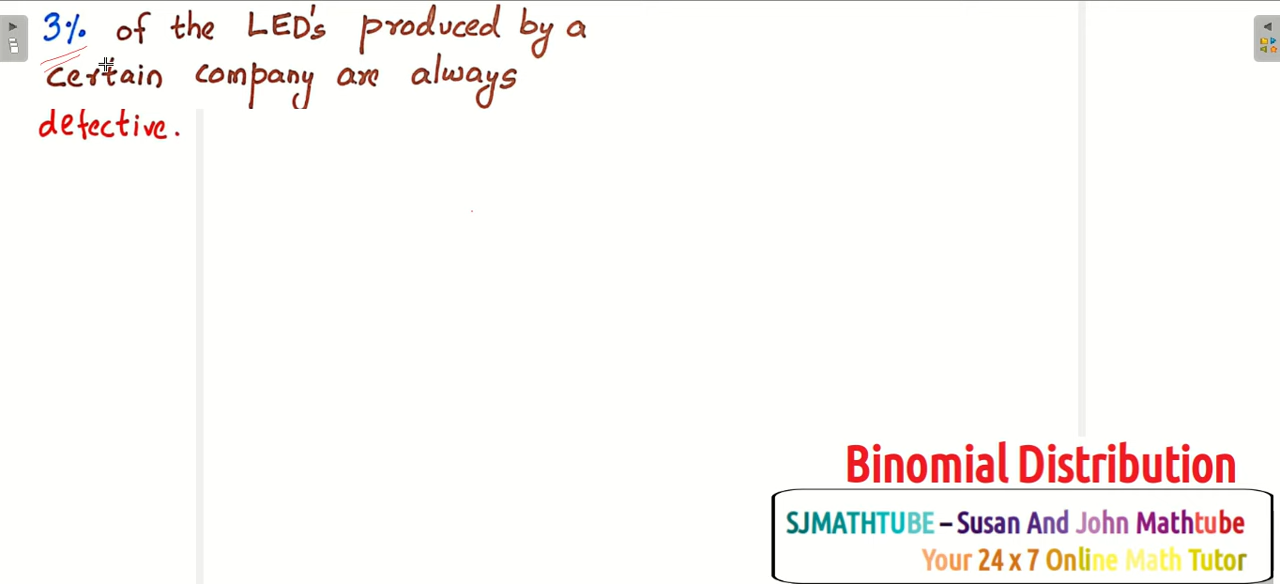 3% of the LED's produced by a
certain company are always
defective.
Binomial Distribution
SJMATHTUBE – Susan And John Mathtube
Your 24 x 7 Online Math Tutor